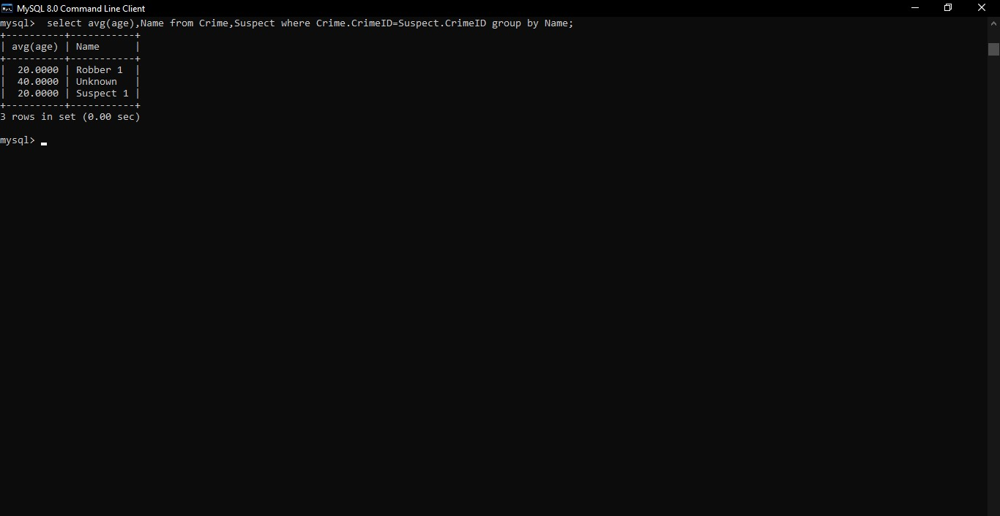 MySQL 8.0 Command Line Client
mysql>  select avg(age),Name from Crime,Suspect where Crime.CrimeID=Suspect.CrimeID group by Name;
+----------+-----------+
| avg(age) | Name      |
+----------+-----------+
|  20.0000 | Robber 1  |
|  40.0000 | Unknown   |
|  20.0000 | Suspect 1 |
+----------+-----------+
3 rows in set (0.00 sec)
mysql>